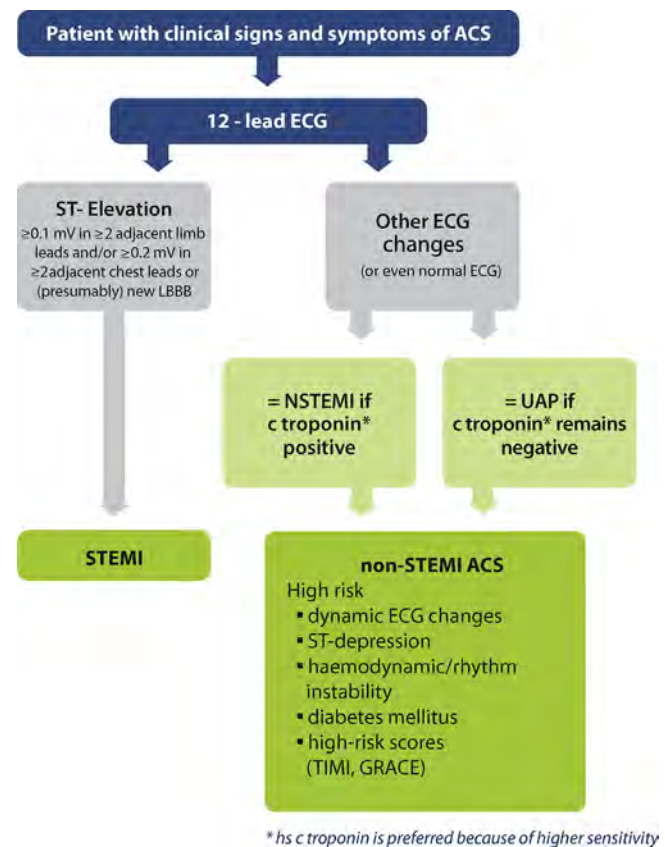 Patient with clinical signs and symptoms of ACS
12 - lead ECG
ST- Elevation
≥0.1 mV in ≥2 adjacent limb
leads and/or ≥0.2 mV in
≥2adjacent chest leads or
(presumably) new LBBB
Other ECG
changes
(or even normal ECG)
= NSTEMI if
c troponin*
positive
= UAP if
c troponin* remains
negative
STEMI
non-STEMI ACS
High risk
▪ dynamic ECG changes
▪ ST-depression
▪ haemodynamic/rhythm
instability
▪ diabetes mellitus
▪ high-risk scores
(TIMI, GRACE)
* hs c troponin is preferred because of higher sensitivity